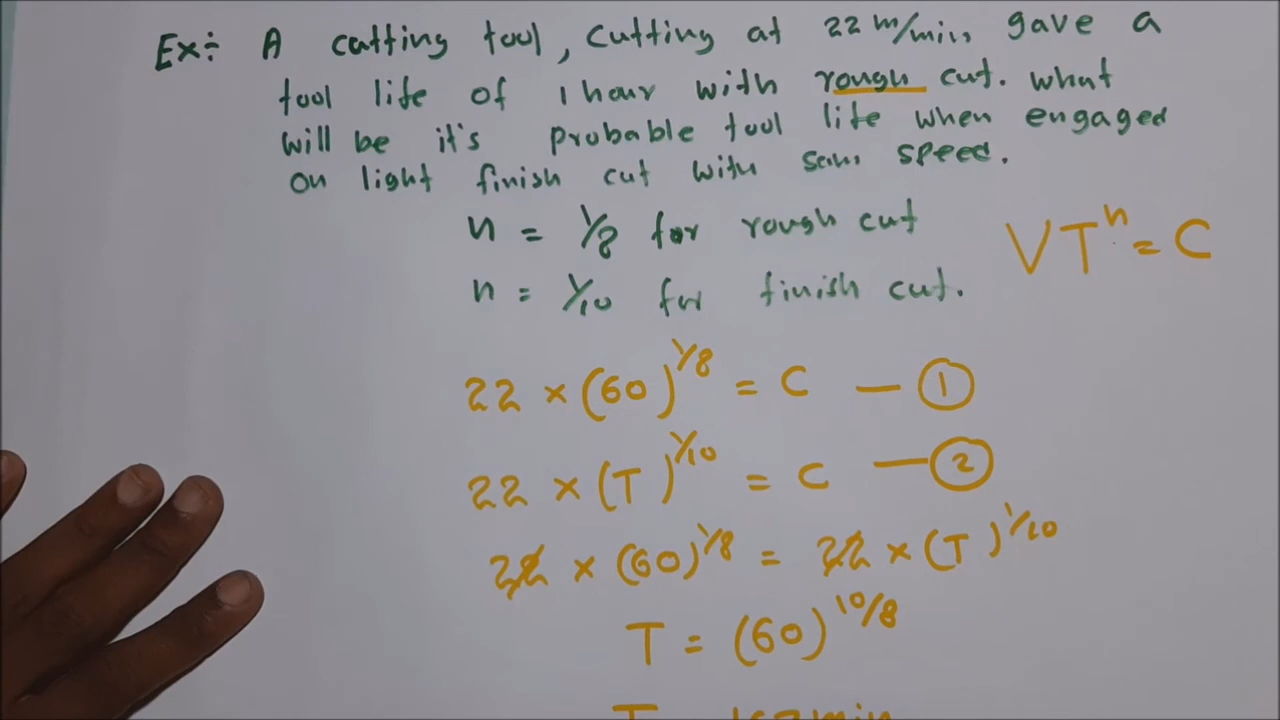 Ex:- A cutting tool, cutting at 22 m/min, gave a
tool life of 1 hour with rough cut. what
will be it's probable tool life when engaged
on light finish cut with same speed.
n = 1/8 for rough cut
VTⁿ = C
n = 1/10 for finish cut.
22 × (60)^1/8 = C — ①
22 × (T)^1/10 = C — ②
22 × (60)^1/8 = 22 × (T)^1/10
T = (60)^10/8